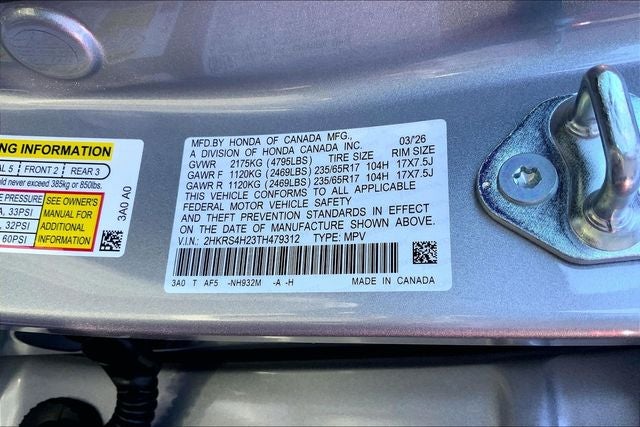 NG INFORMATION
AL 5 FRONT 2 REAR 3
ld never exceed 385kg or 850lbs.
E PRESSURE
A, 33PSI
, 32PSI
60PSI
SEE OWNER'S
MANUAL FOR
ADDITIONAL
INFORMATION
3A0 A0
MFD.BY HONDA OF CANADA MFG., 03/26
A DIVISION OF HONDA CANADA INC.
GVWR 2175KG (4795LBS) TIRE SIZE RIM SIZE
GAWR F 1120KG (2469LBS) 235/65R17 104H 17X7.5J
GAWR R 1120KG (2469LBS) 235/65R17 104H 17X7.5J
THIS VEHICLE CONFORMS TO ALL APPLICABLE
FEDERAL MOTOR VEHICLE SAFETY
AND THEFT PREVENTION STANDARDS IN EFFECT
ON THE DATE OF MANUFACTURE SHOWN ABOVE.
V.I.N: 2HKRS4H23TH479312 TYPE: MPV
3A0 T AF5 -NH932M -A -H MADE IN CANADA